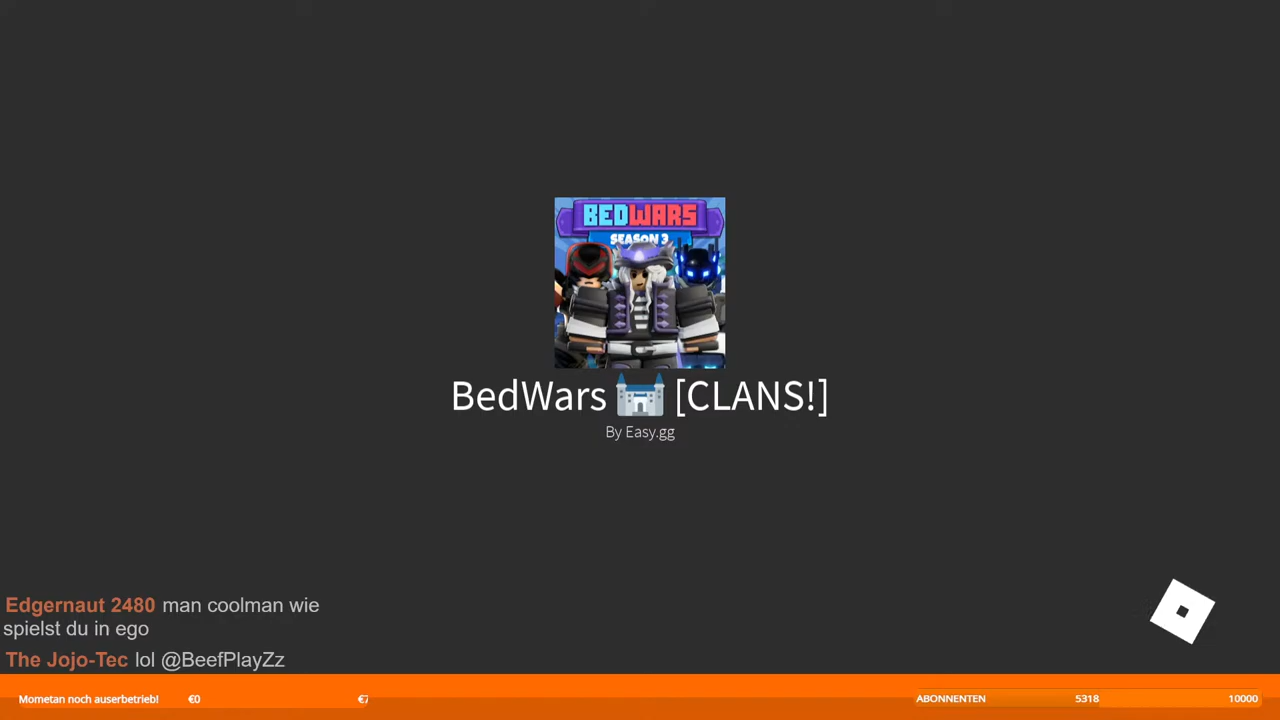 BEDWARS
SEASON 3
BedWars 🏰 [CLANS!]
By Easy.gg
Edgernaut 2480 man coolman wie
spielst du in ego
The Jojo-Tec lol @BeefPlayZz
Mometan noch auserbetrieb! €0 €7
ABONNENTEN 5318 10000